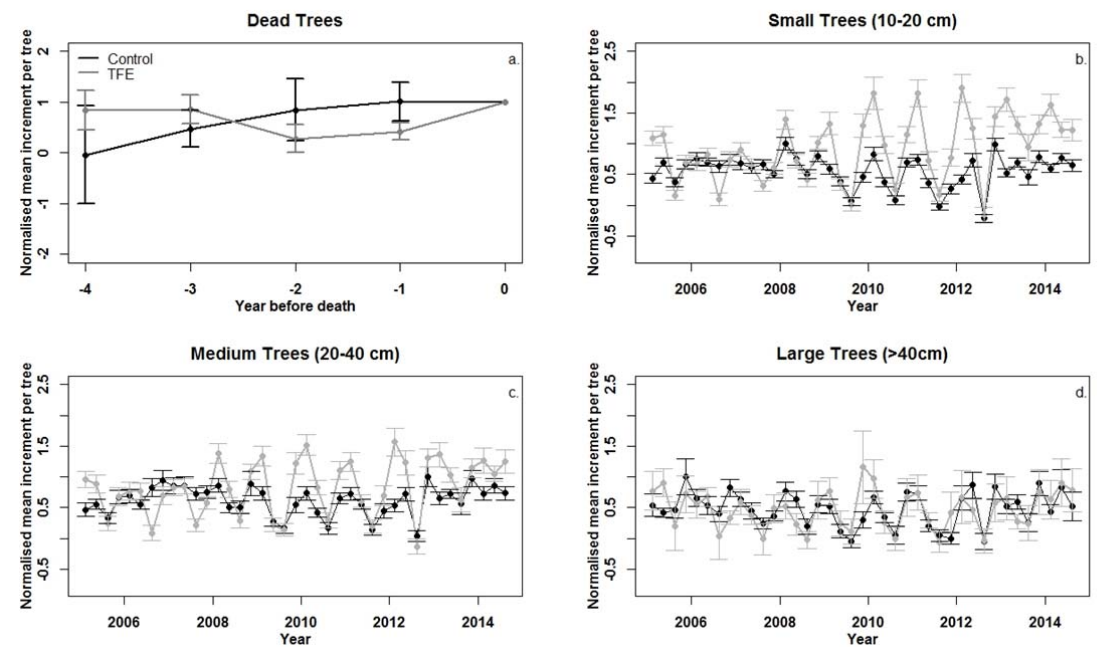 Dead Trees
Normalised mean increment per tree
2
1
0
-1
-2
Control
TFE
a.
-4
-3
-2
-1
0
Year before death
Small Trees (10-20 cm)
Normalised mean increment per tree
2.5
1.5
0.5
-0.5
b.
2006
2008
2010
2012
2014
Year
Medium Trees (20-40 cm)
Normalised mean increment per tree
2.5
1.5
0.5
-0.5
c.
2006
2008
2010
2012
2014
Year
Large Trees (>40cm)
Normalised mean increment per tree
2.5
1.5
0.5
-0.5
d.
2006
2008
2010
2012
2014
Year